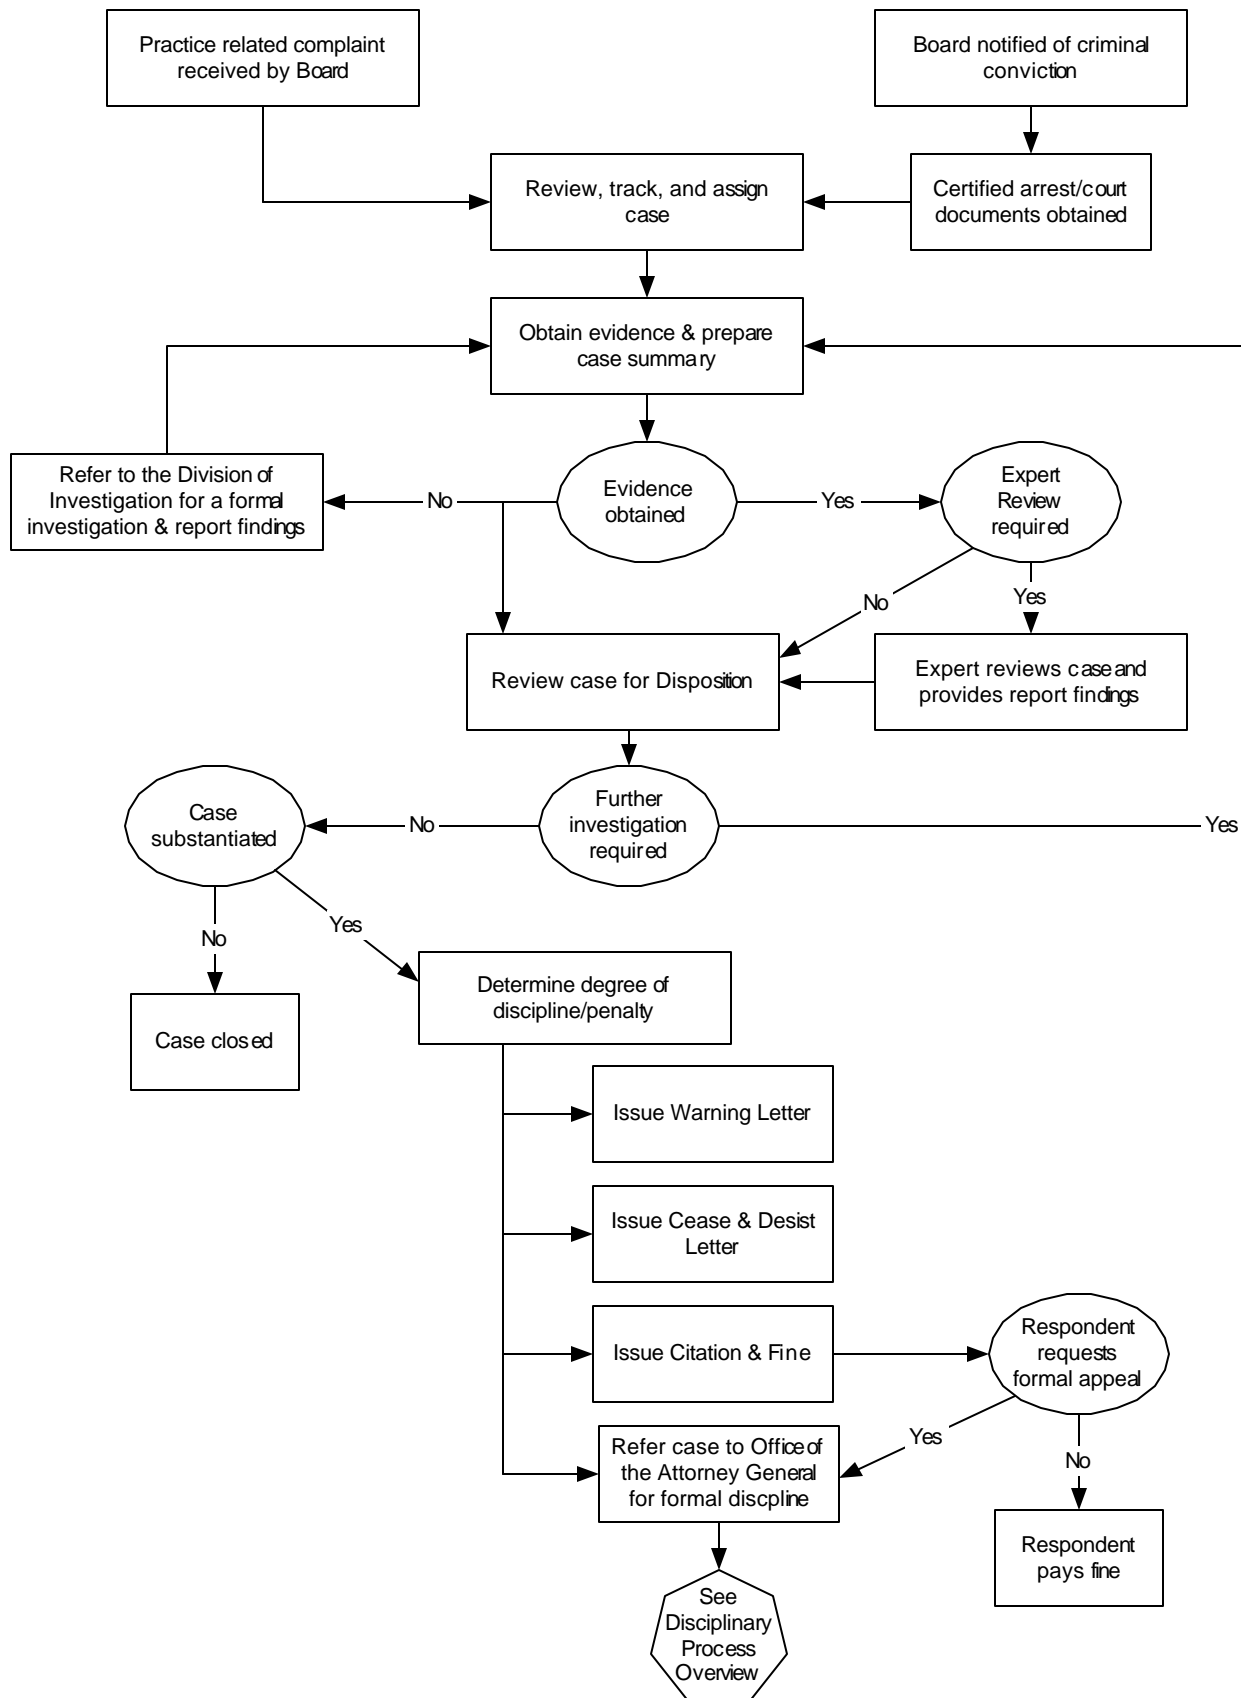 Practice related complaint
received by Board
Board notified of criminal
conviction
Review, track, and assign
case
Certified arrest/court
documents obtained
Obtain evidence & prepare
case summary
Refer to the Division of
Investigation for a formal
investigation & report findings
No
Evidence
obtained
Yes
Expert
Review
required
No
Yes
Review case for Disposition
Expert reviews case and
provides report findings
Case
substantiated
No
Further
investigation
required
Yes
No
Yes
Case closed
Determine degree of
discipline/penalty
Issue Warning Letter
Issue Cease & Desist
Letter
Issue Citation & Fine
Respondent
requests
formal appeal
Yes
No
Refer case to Office of
the Attorney General
for formal discpline
Respondent
pays fine
See
Disciplinary
Process
Overview